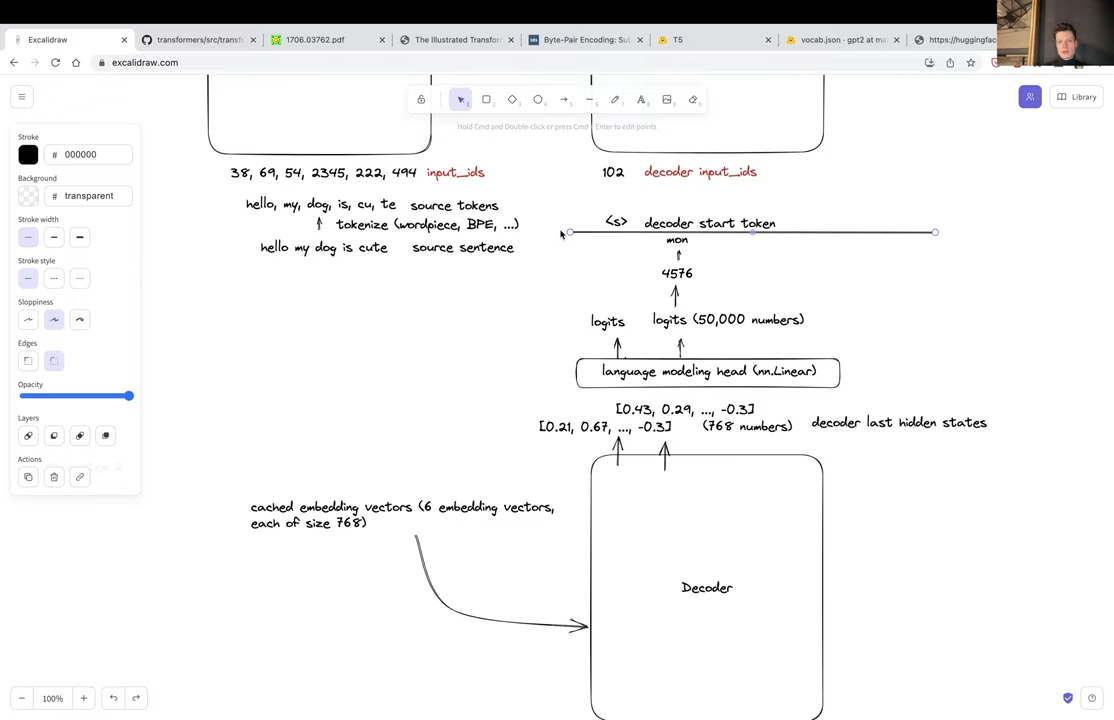 Excalidraw
transformers/src/transfo
1706.03762.pdf
The Illustrated Transform
Byte-Pair Encoding: Sub
T5
vocab.json · gpt2 at ma
https://huggingface
excalidraw.com
Library
Hold Cmd and Double-click or press Cmd + Enter to edit points
Stroke
# 000000
Background
# transparent
Stroke width
Stroke style
Sloppiness
Edges
Opacity
Layers
Actions
38, 69, 54, 2345, 222, 494 input_ids
102 decoder input_ids
hello, my, dog, is, cu, te source tokens
tokenize (wordpiece, BPE, ...)
hello my dog is cute source sentence
<s> decoder start token
mon
4576
logits logits (50,000 numbers)
language modeling head (nn.Linear)
[0.43, 0.29, ..., -0.3]
[0.21, 0.67, ..., -0.3] (768 numbers) decoder last hidden states
cached embedding vectors (6 embedding vectors,
each of size 768)
Decoder
100%